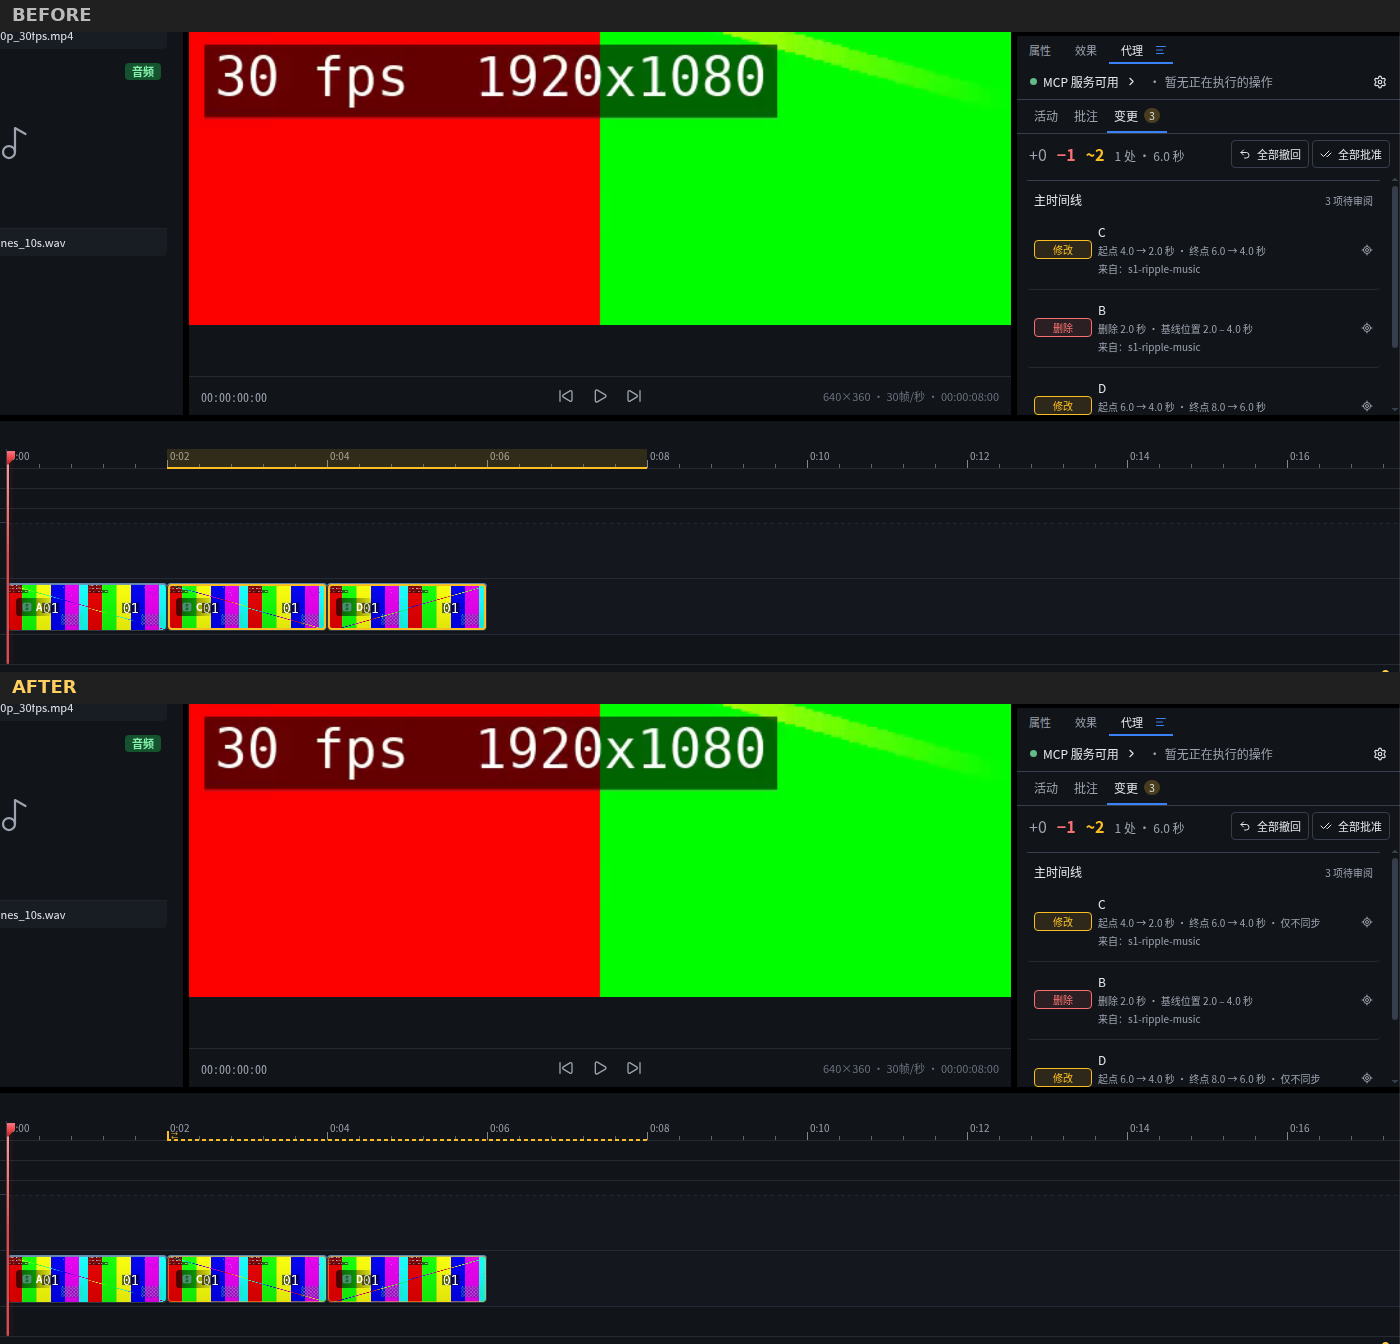 BEFORE
0p_30fps.mp4
音频
nes_10s.wav
30 fps 1920x1080
00:00:00:00
640×360 • 30帧/秒 • 00:00:08:00
属性 效果 代理
MCP 服务可用 • 暂无正在执行的操作
活动 批注 变更 3
+0 −1 ~2 1 处 • 6.0 秒 全部撤回 全部批准
主时间线 3 项待审阅
C
修改 起点 4.0 → 2.0 秒 • 终点 6.0 → 4.0 秒
来自: s1-ripple-music
B
删除 删除 2.0 秒 • 基线位置 2.0 – 4.0 秒
来自: s1-ripple-music
D
修改 起点 6.0 → 4.0 秒 • 终点 8.0 → 6.0 秒
:00 0:02 0:04 0:06 0:08 0:10 0:12 0:14 0:16
A 01 01 C 01 01 D 01 01
AFTER
0p_30fps.mp4
音频
nes_10s.wav
30 fps 1920x1080
00:00:00:00
640×360 • 30帧/秒 • 00:00:08:00
属性 效果 代理
MCP 服务可用 • 暂无正在执行的操作
活动 批注 变更 3
+0 −1 ~2 1 处 • 6.0 秒 全部撤回 全部批准
主时间线 3 项待审阅
C
修改 起点 4.0 → 2.0 秒 • 终点 6.0 → 4.0 秒 • 仅不同步
来自: s1-ripple-music
B
删除 删除 2.0 秒 • 基线位置 2.0 – 4.0 秒
来自: s1-ripple-music
D
修改 起点 6.0 → 4.0 秒 • 终点 8.0 → 6.0 秒 • 仅不同步
:00 0:02 0:04 0:06 0:08 0:10 0:12 0:14 0:16
A 01 01 C 01 01 D 01 01